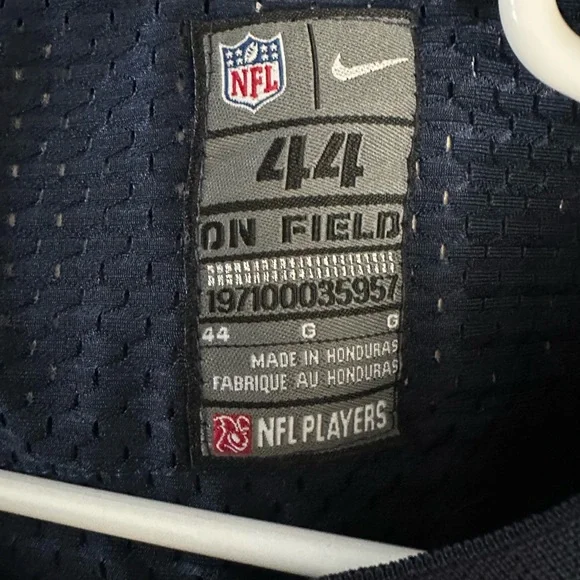 NFL
44
ON FIELD
197100035957
44 G G
MADE IN HONDURAS
FABRIQUE AU HONDURAS
NFL PLAYERS